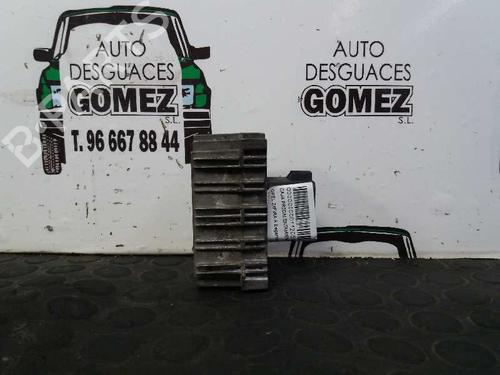 AUTO
DESGUACES
GOMEZ
S.L.
T. 96 667 88 44
AUTO
DESGUACES
GOMEZ
S.L.